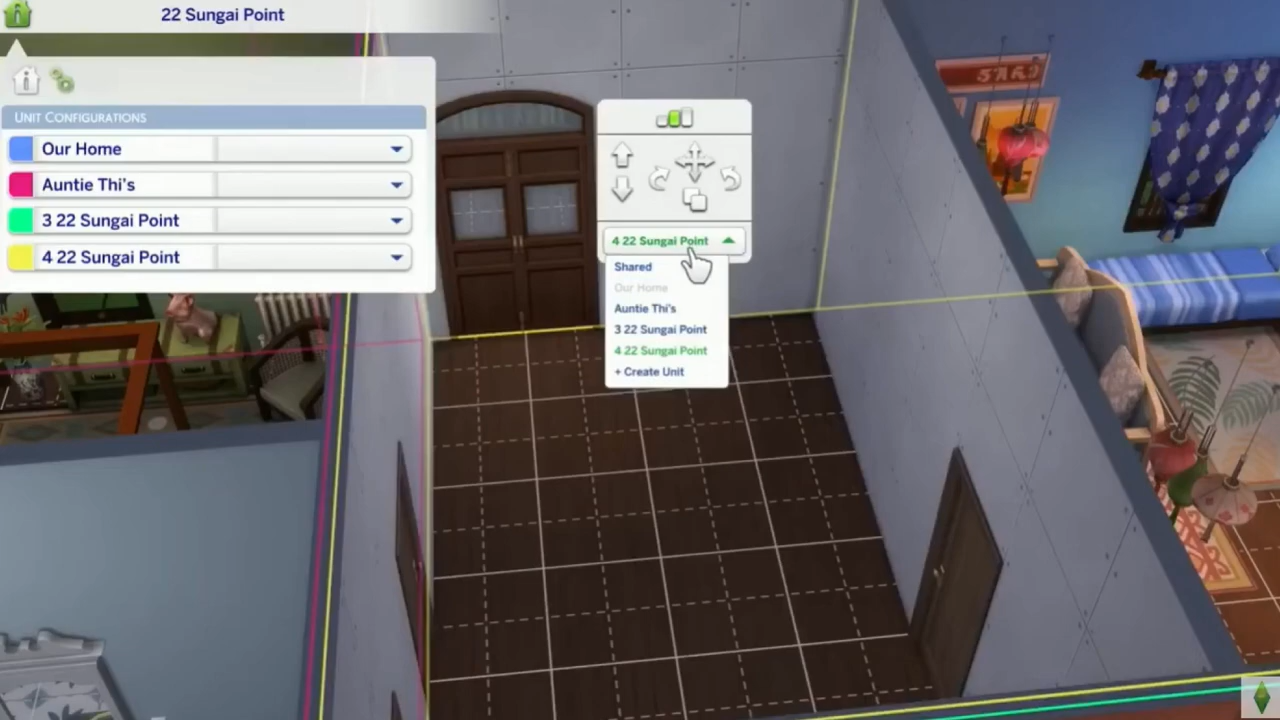 22 Sungai Point
UNIT CONFIGURATIONS
Our Home
Auntie Thi's
3 22 Sungai Point
4 22 Sungai Point
4 22 Sungai Point
Shared
Our Home
Auntie Thi's
3 22 Sungai Point
4 22 Sungai Point
+ Create Unit